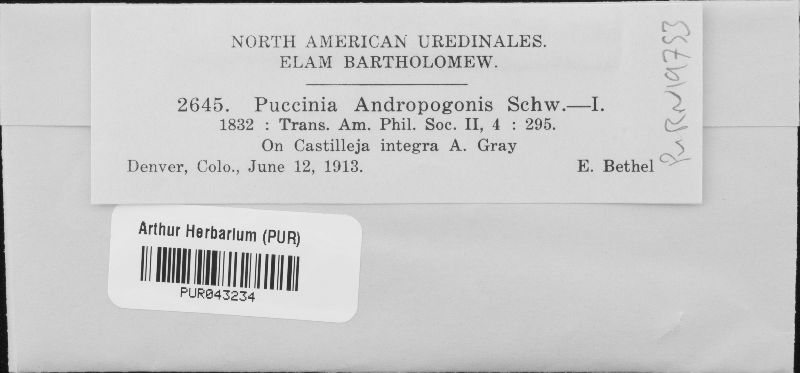 NORTH AMERICAN UREDINALES.
ELAM BARTHOLOMEW.
2645. Puccinia Andropogonis Schw.—I.
1832 : Trans. Am. Phil. Soc. II, 4 : 295.
On Castilleja integra A. Gray
Denver, Colo., June 12, 1913. E. Bethel
PURN19753
Arthur Herbarium (PUR)
PUR043234